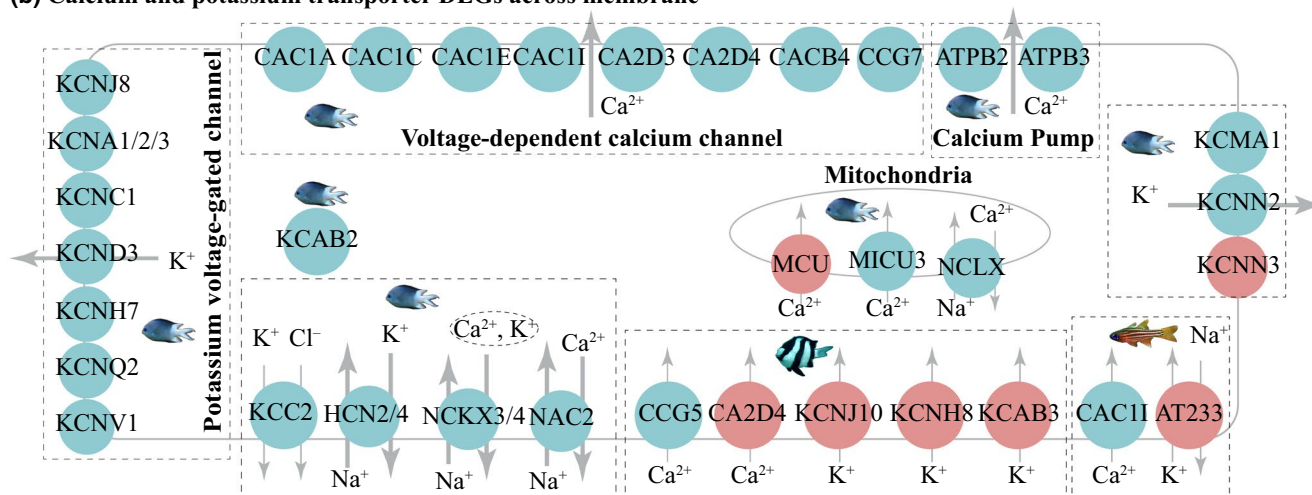 (b) Calcium and potassium transporter DEGs across membrane
CAC1A CAC1C CAC1E CAC1I CA2D3 CA2D4 CACB4 CCG7
Ca²⁺
Voltage-dependent calcium channel
ATPB2 ATPB3
Ca²⁺
Calcium Pump
KCNJ8
KCNA1/2/3
KCNC1
KCND3
K⁺
KCNH7
KCNQ2
KCNV1
Potassium voltage-gated channel
KCAB2
Mitochondria
Ca²⁺
MCU MICU3 NCLX
Ca²⁺ Ca²⁺ Na⁺
KCMA1
K⁺
KCNN2
KCNN3
K⁺ Cl⁻ K⁺ Ca²⁺, K⁺ Ca²⁺
KCC2 HCN2/4 NCKX3/4 NAC2
Na⁺ Na⁺ Na⁺
CCG5 CA2D4 KCNJ10 KCNH8 KCAB3
Ca²⁺ Ca²⁺ K⁺ K⁺ K⁺
Na⁺
CAC1I AT233
Ca²⁺ K⁺